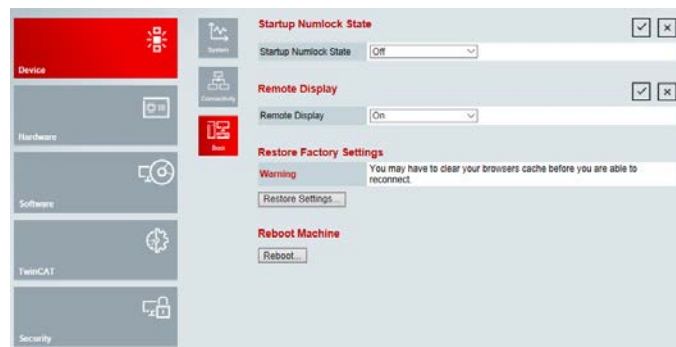 Device
Hardware
Software
TwinCAT
Security
System
Connectivity
Boot
Startup Numlock State
Startup Numlock State Off
Remote Display
Remote Display On
Restore Factory Settings
Warning You may have to clear your browsers cache before you are able to
reconnect.
Restore Settings...
Reboot Machine
Reboot...